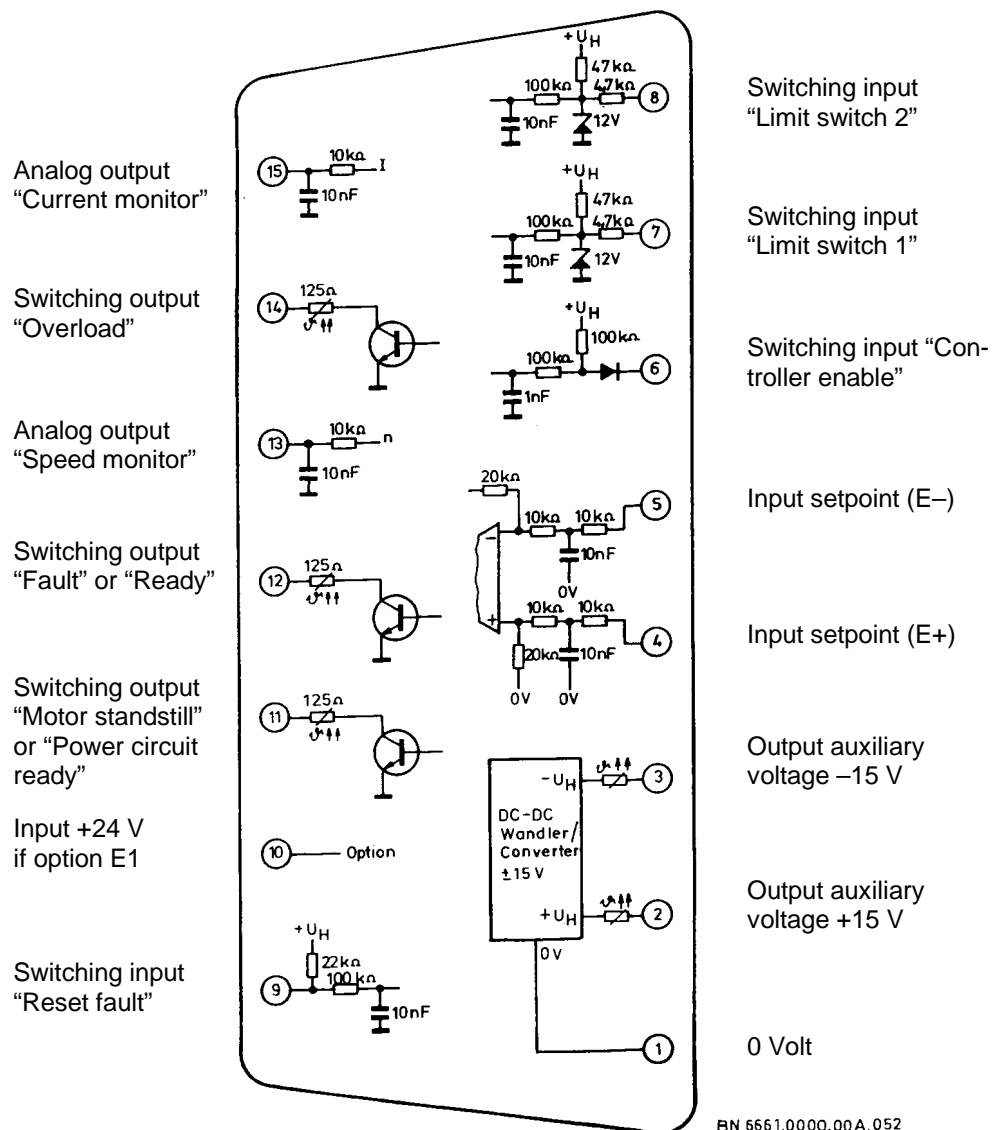 Analog output
“Current monitor”
Switching output
“Overload”
Analog output
“Speed monitor”
Switching output
“Fault” or “Ready”
Switching output
“Motor standstill”
or “Power circuit
ready”
Input +24 V
if option E1
Switching input
“Reset fault”
15
10kΩ
I
10nF
14
125Ω
ϑ
13
10kΩ
n
10nF
12
125Ω
ϑ
11
125Ω
ϑ
10
Option
+UH
22kΩ
9
100kΩ
10nF
+UH
47kΩ
100kΩ
4,7kΩ
8
10nF
12V
+UH
47kΩ
100kΩ
4,7kΩ
7
10nF
12V
+UH
100kΩ
100kΩ
6
1nF
20kΩ
5
10kΩ
10kΩ
−
10nF
0V
10kΩ
10kΩ
+
4
20kΩ
10nF
0V
0V
−UH
ϑ
3
DC-DC
Wandler/
Converter
±15V
+UH
ϑ
2
0V
1
Switching input
“Limit switch 2”
Switching input
“Limit switch 1”
Switching input “Con-
troller enable”
Input setpoint (E–)
Input setpoint (E+)
Output auxiliary
voltage –15 V
Output auxiliary
voltage +15 V
0 Volt
BN 6661.0000.00A.052